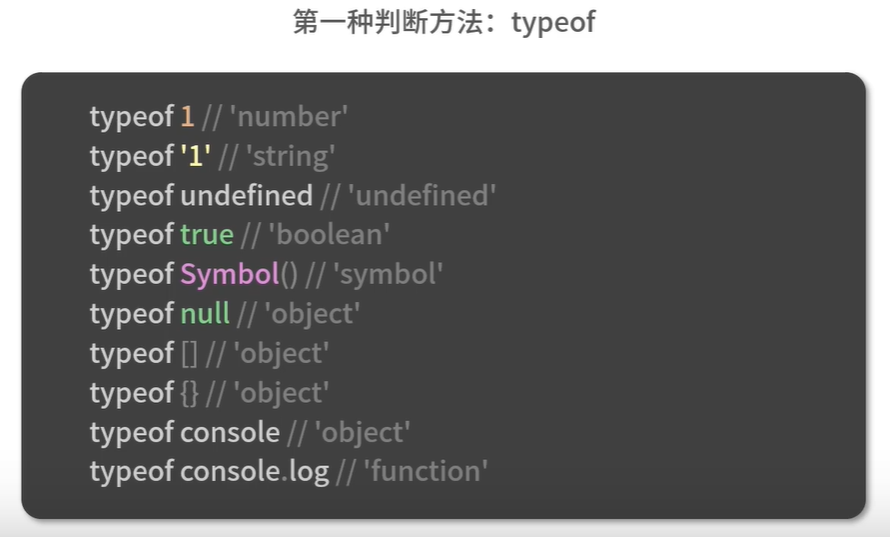 第一种判断方法：typeof
typeof 1 // 'number'
typeof '1' // 'string'
typeof undefined // 'undefined'
typeof true // 'boolean'
typeof Symbol() // 'symbol'
typeof null // 'object'
typeof [] // 'object'
typeof {} // 'object'
typeof console // 'object'
typeof console.log // 'function'